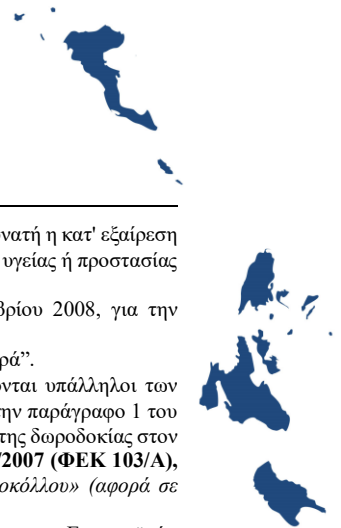 νατή η κατ' εξαίρεση
υγείας ή προστασίας
βρίου 2008, για την
ρά”.
νται υπάλληλοι των
την παράγραφο 1 του
της δωροδοκίας στον
/2007 (ΦΕΚ 103/Α),
οκόλλου» (αφορά σε